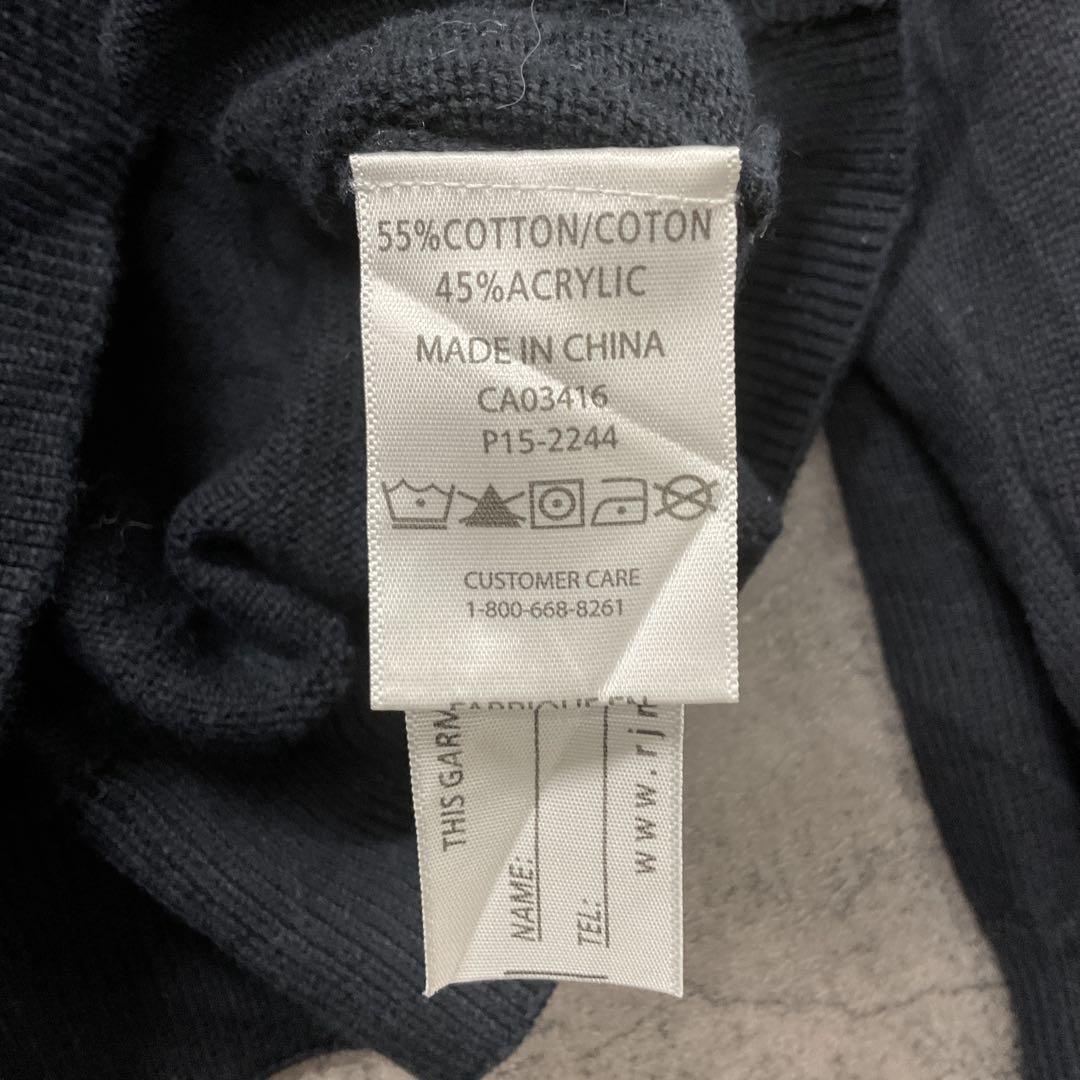 55%COTTON/COTON
45%ACRYLIC
MADE IN CHINA
CA03416
P15-2244
CUSTOMER CARE
1-800-668-8261
THIS
NAME:
TEL: